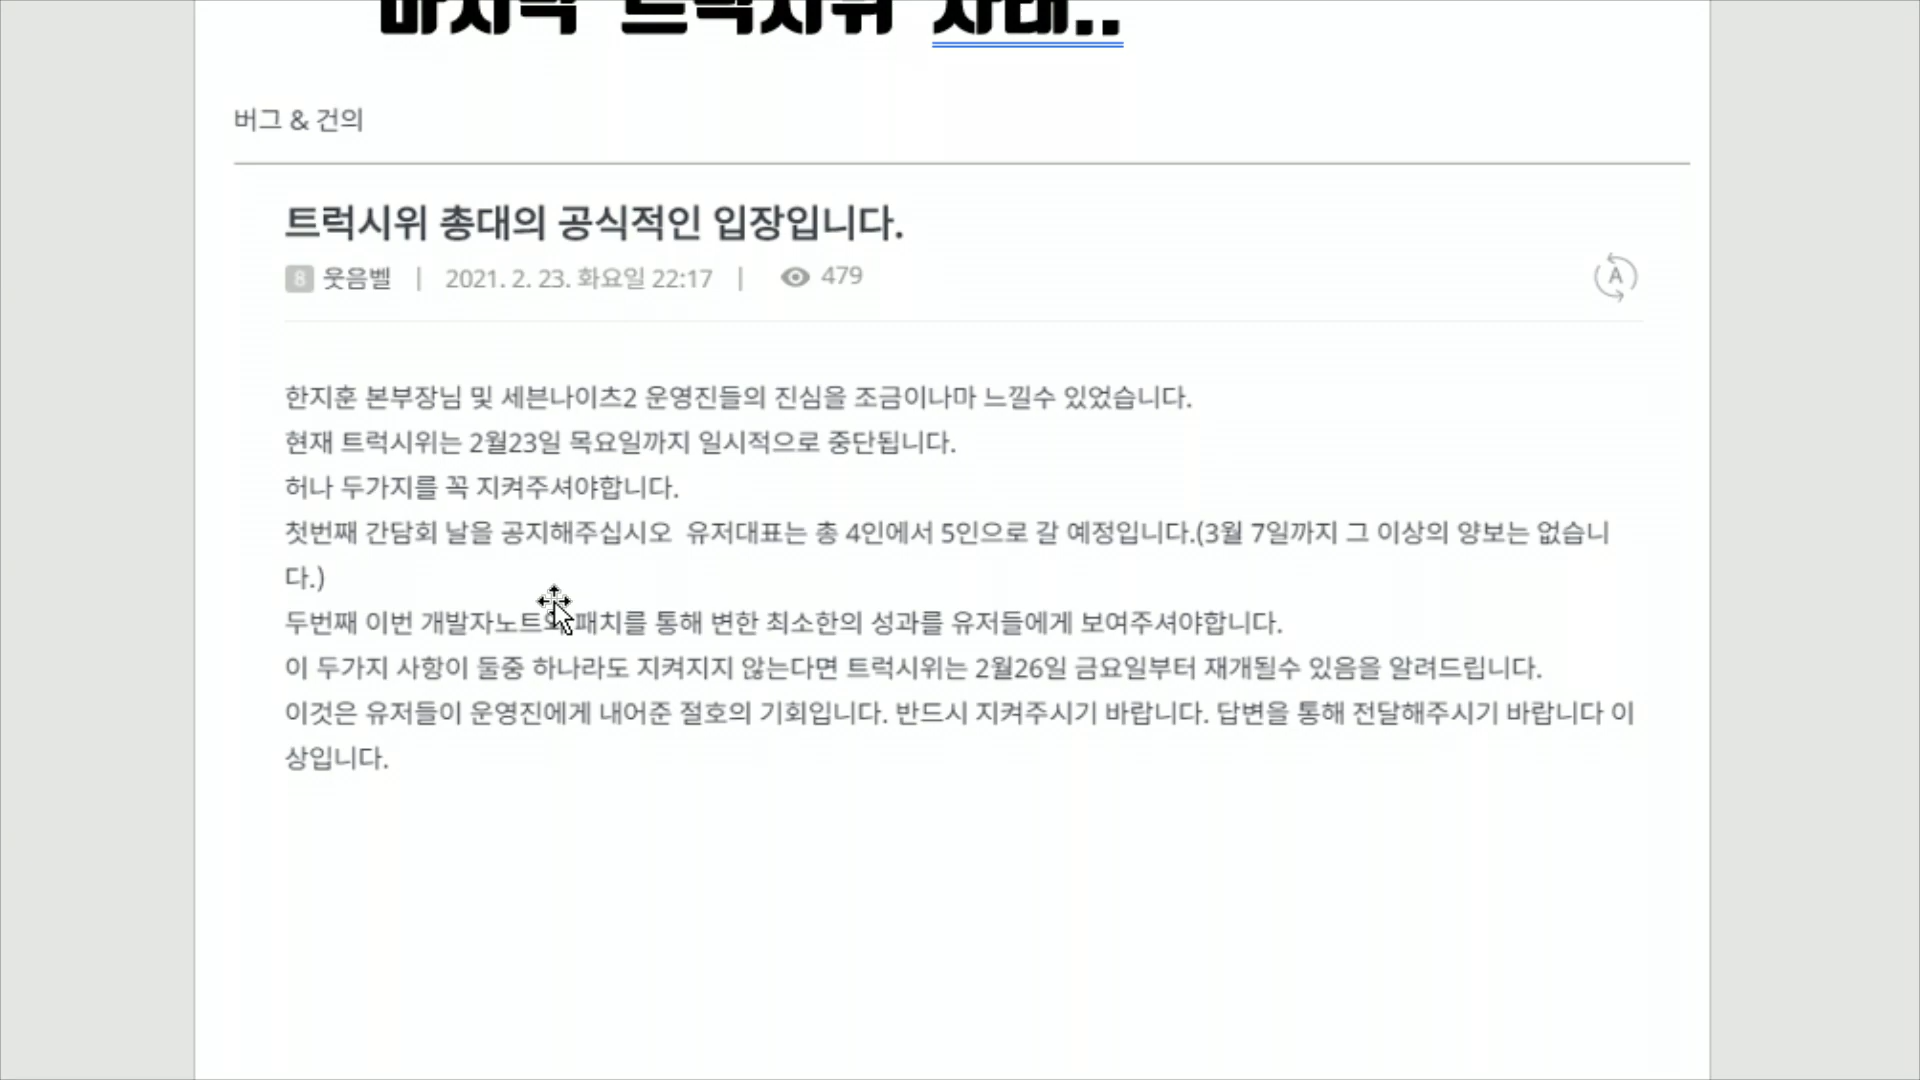 마지막 트럭시위 사태..
버그 & 건의
트럭시위 총대의 공식적인 입장입니다.
8 웃음벨 | 2021. 2. 23. 화요일 22:17 | 479
A
한지훈 본부장님 및 세븐나이츠2 운영진들의 진심을 조금이나마 느낄수 있었습니다.
현재 트럭시위는 2월23일 목요일까지 일시적으로 중단됩니다.
허나 두가지를 꼭 지켜주셔야합니다.
첫번째 간담회 날을 공지해주십시오 유저대표는 총 4인에서 5인으로 갈 예정입니다.(3월 7일까지 그 이상의 양보는 없습니
다.)
두번째 이번 개발자노트의 패치를 통해 변한 최소한의 성과를 유저들에게 보여주셔야합니다.
이 두가지 사항이 둘중 하나라도 지켜지지 않는다면 트럭시위는 2월26일 금요일부터 재개될수 있음을 알려드립니다.
이것은 유저들이 운영진에게 내어준 절호의 기회입니다. 반드시 지켜주시기 바랍니다. 답변을 통해 전달해주시기 바랍니다 이
상입니다.